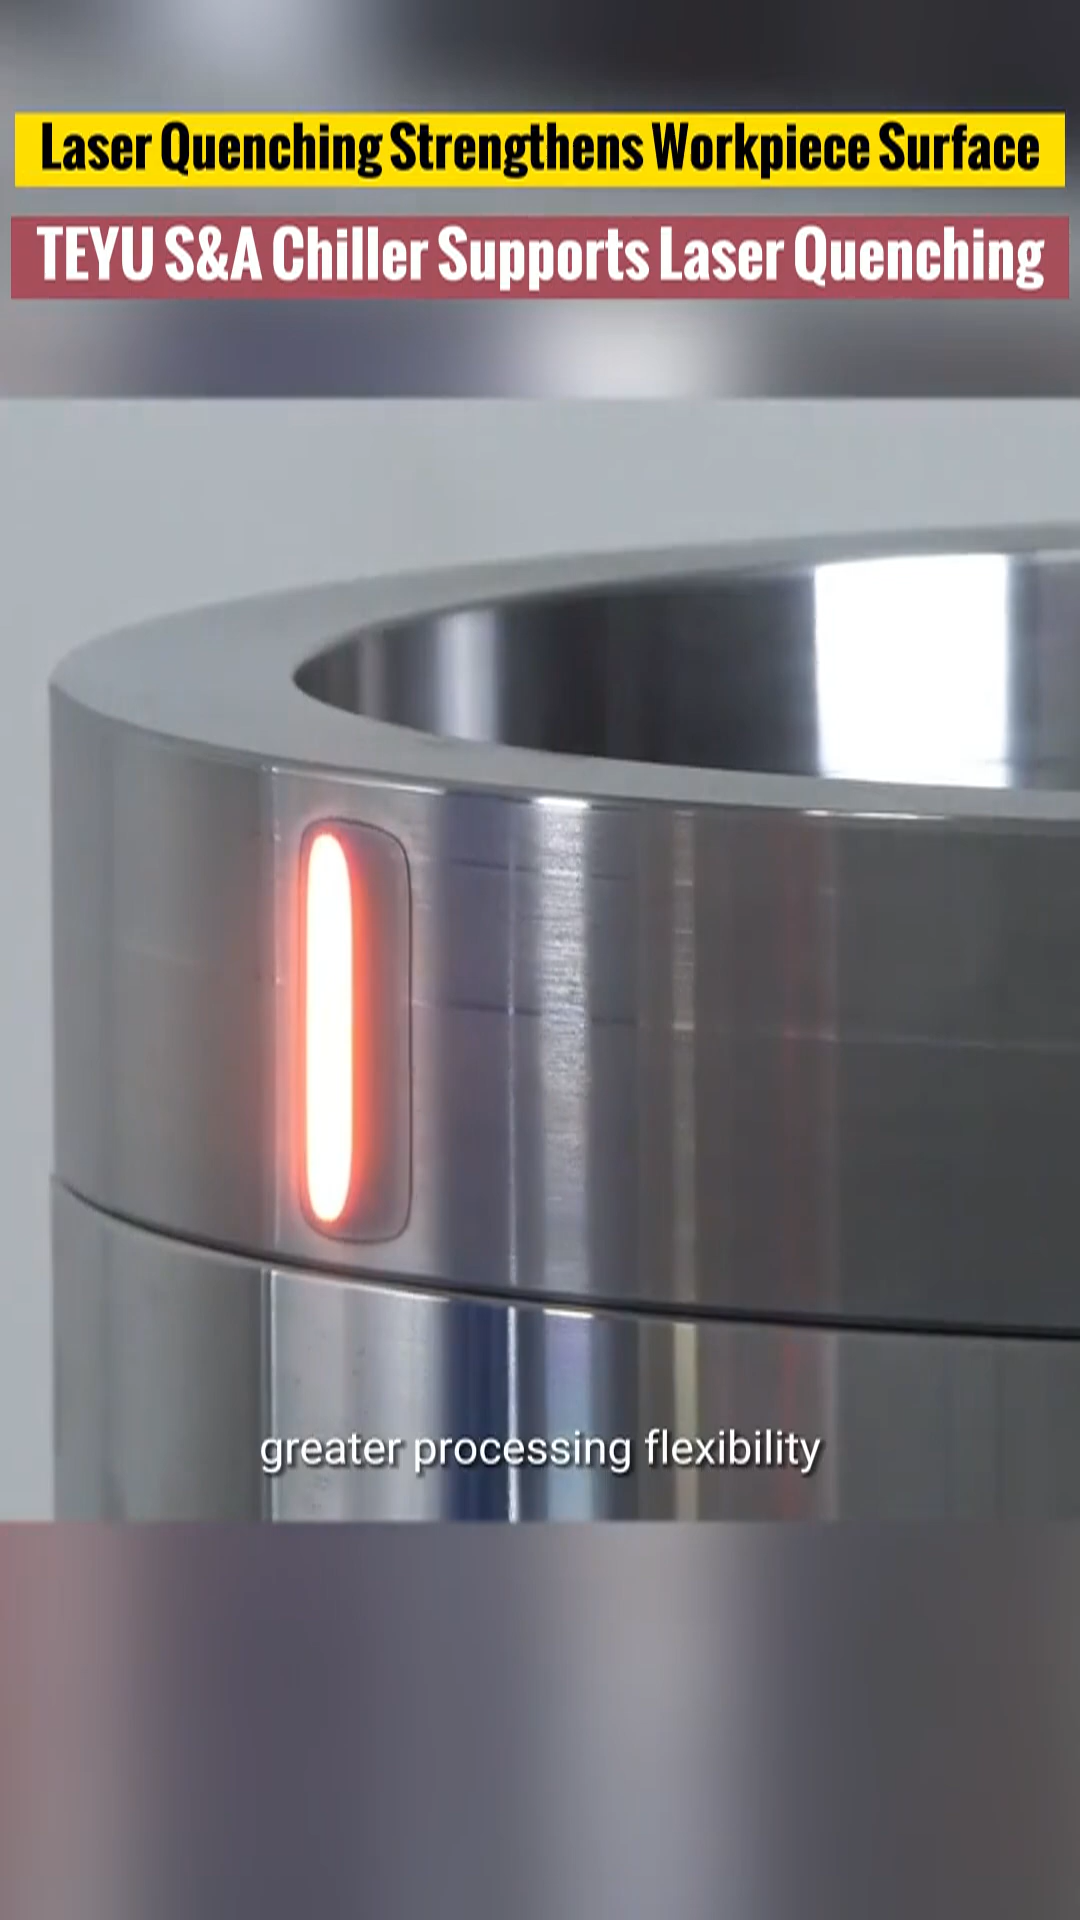 Laser Quenching Strengthens Workpiece Surface
TEYU S&A Chiller Supports Laser Quenching
greater processing flexibility